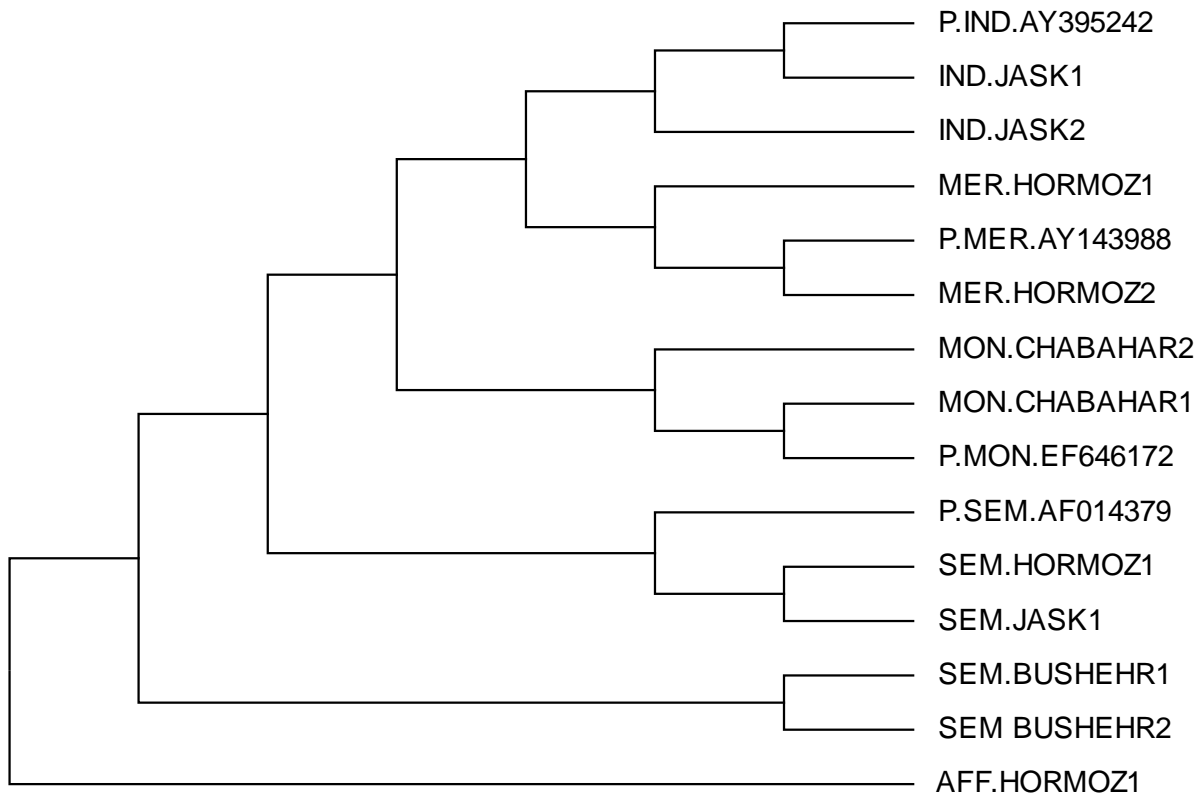 P.IND.AY395242
IND.JASK1
IND.JASK2
MER.HORMOZ1
P.MER.AY143988
MER.HORMOZ2
MON.CHABAHAR2
MON.CHABAHAR1
P.MON.EF646172
P.SEM.AF014379
SEM.HORMOZ1
SEM.JASK1
SEM.BUSHEHR1
SEM BUSHEHR2
AFF.HORMOZ1